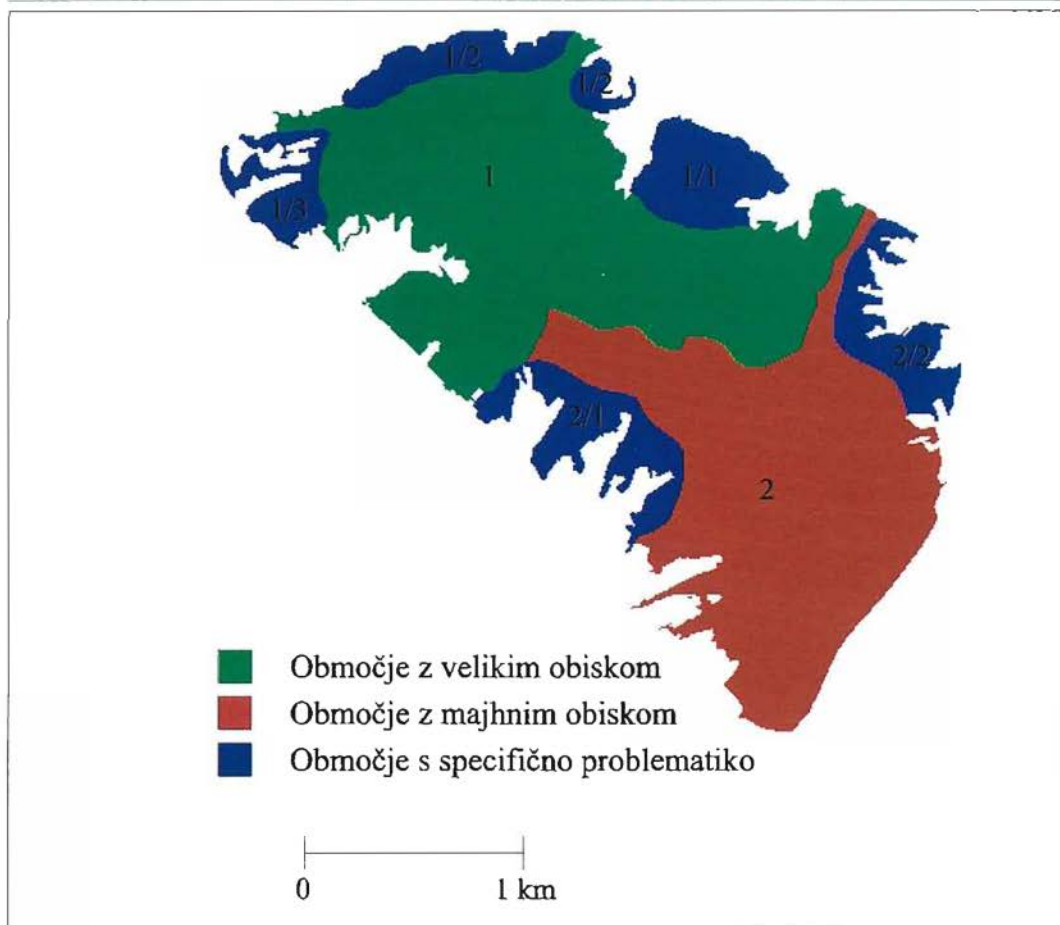 1/2
1/2
1
1/1
1/3
2/2
2/1
2
Območje z velikim obiskom
Območje z majhnim obiskom
Območje s specifično problematiko
0 1 km